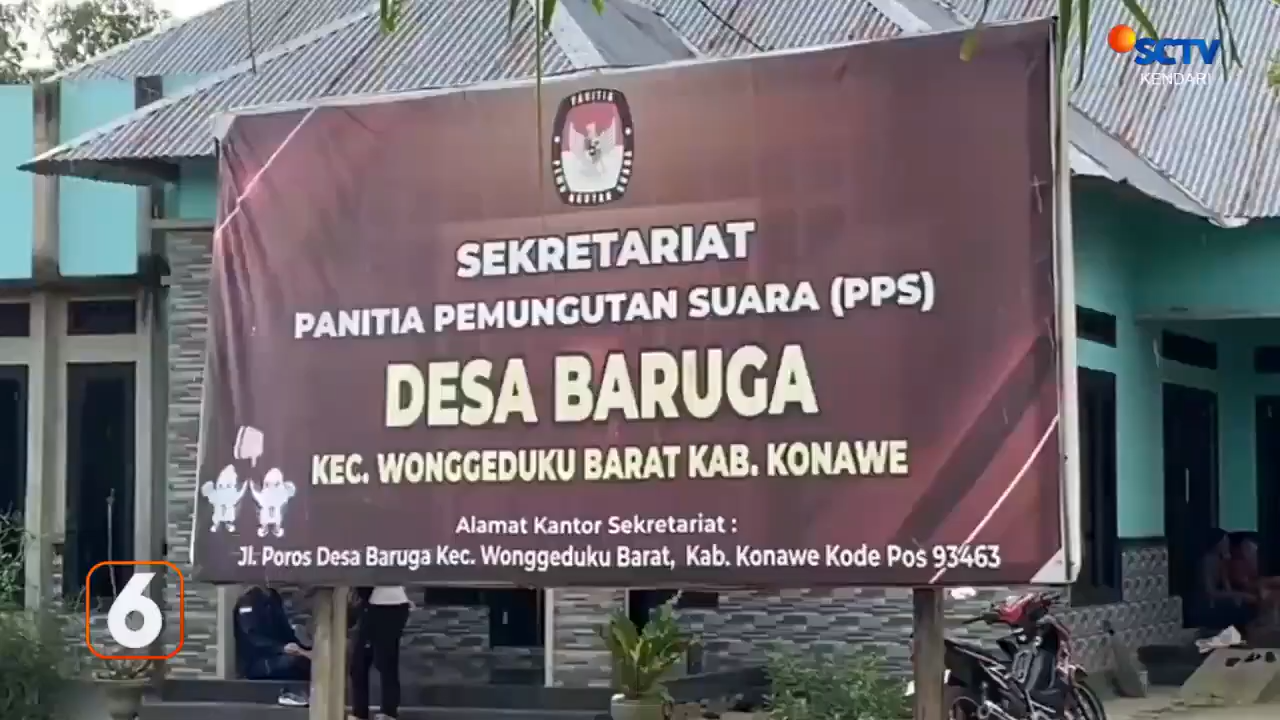 SCTV
KENDARI
PANITIA
SEKRETARIAT
PANITIA PEMUNGUTAN SUARA (PPS)
DESA BARUGA
KEC. WONGGEDUKU BARAT KAB. KONAWE
Alamat Kantor Sekretariat :
Jl. Poros Desa Baruga Kec. Wonggeduku Barat, Kab. Konawe Kode Pos 93463
6